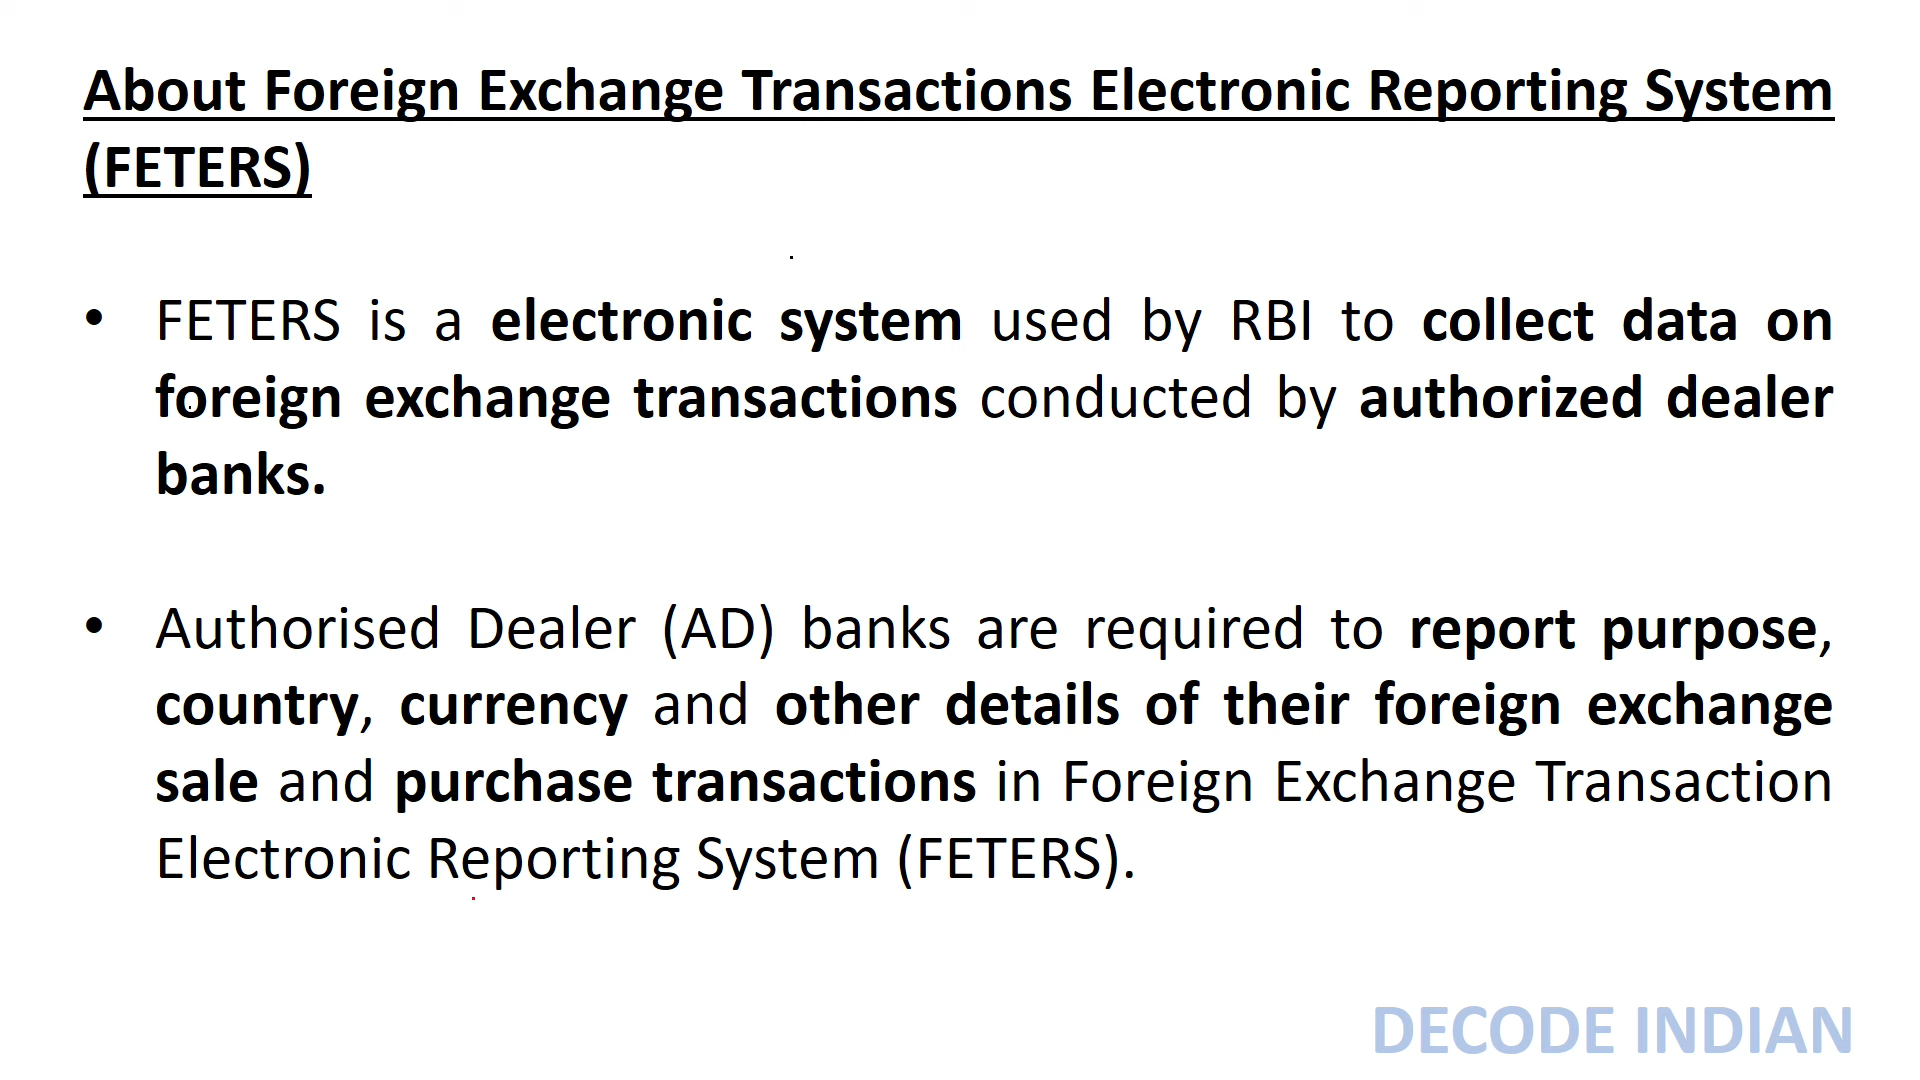 About Foreign Exchange Transactions Electronic Reporting System
(FETERS)
• FETERS is a electronic system used by RBI to collect data on
foreign exchange transactions conducted by authorized dealer
banks.
• Authorised Dealer (AD) banks are required to report purpose,
country, currency and other details of their foreign exchange
sale and purchase transactions in Foreign Exchange Transaction
Electronic Reporting System (FETERS).
DECODE INDIAN